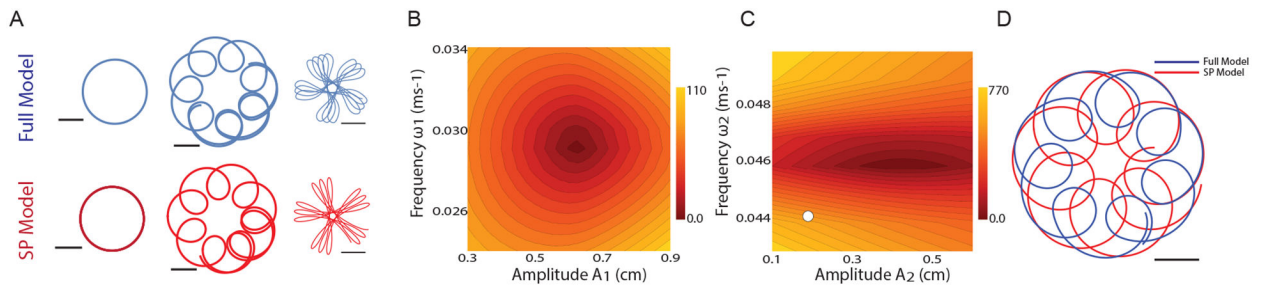 A
Full Model
SP Model
B
Frequency ω1 (ms-1)
0.034
0.030
0.026
0.3
0.5
0.7
0.9
Amplitude A1 (cm)
110
0.0
C
Frequency ω2 (ms-1)
0.048
0.046
0.044
0.1
0.3
0.5
Amplitude A2 (cm)
770
0.0
D
Full Model
SP Model